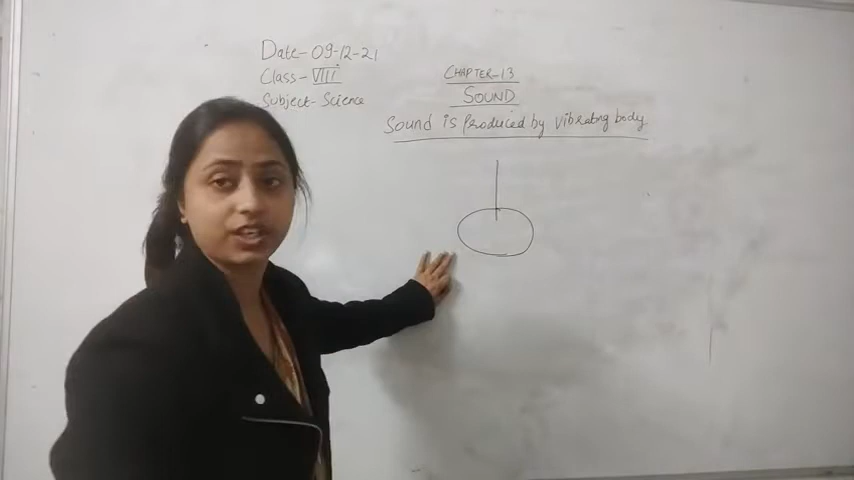 Date- 09-12-21
Class- VIII
Subject- Science
CHAPTER-13
SOUND
Sound is Produced by vibrating body